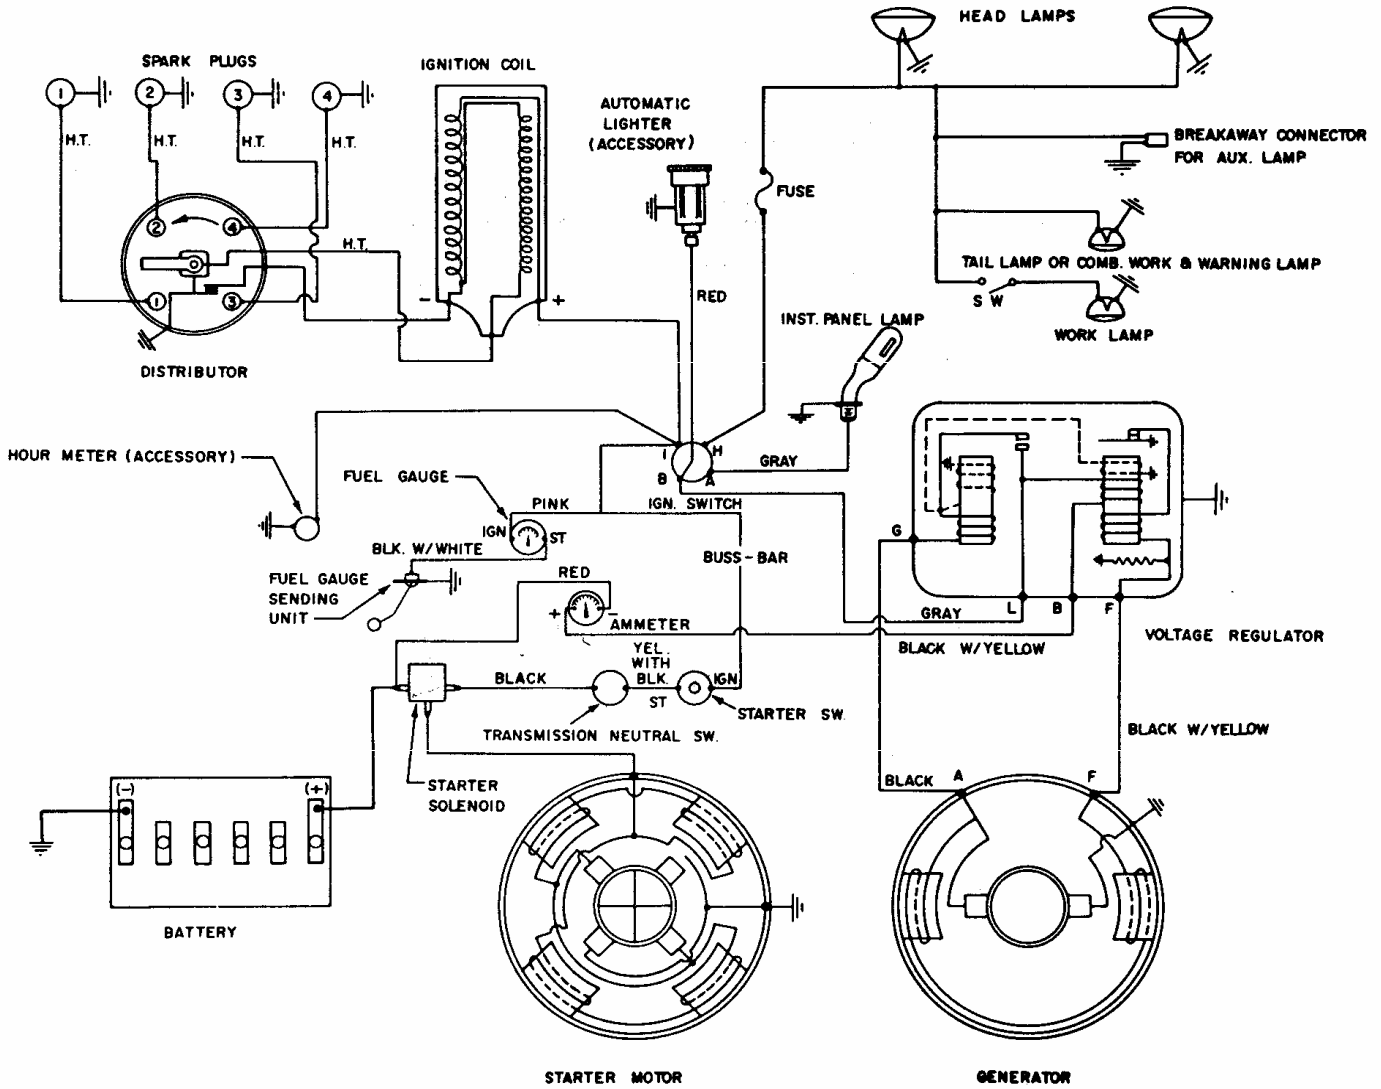 HEAD LAMPS
SPARK PLUGS
IGNITION COIL
1
2
3
4
AUTOMATIC
LIGHTER
(ACCESSORY)
H.T.
H.T.
H.T.
H.T.
BREAKAWAY CONNECTOR
FOR AUX. LAMP
FUSE
2
4
H.T.
TAIL LAMP OR COMB. WORK & WARNING LAMP
RED
1
3
-
+
S W
INST. PANEL LAMP
WORK LAMP
DISTRIBUTOR
HOUR METER (ACCESSORY)
I
H
GRAY
FUEL GAUGE
B
A
PINK
IGN. SWITCH
IGN
ST
G
BLK. W/WHITE
BUSS-BAR
FUEL GAUGE
SENDING
UNIT
RED
+
-
L
B
F
GRAY
AMMETER
VOLTAGE REGULATOR
BLACK W/YELLOW
YEL.
WITH
BLK.
BLACK
IGN
ST
STARTER SW.
TRANSMISSION NEUTRAL SW.
BLACK W/YELLOW
(-)
(+)
STARTER
SOLENOID
BLACK
A
F
BATTERY
STARTER MOTOR
GENERATOR